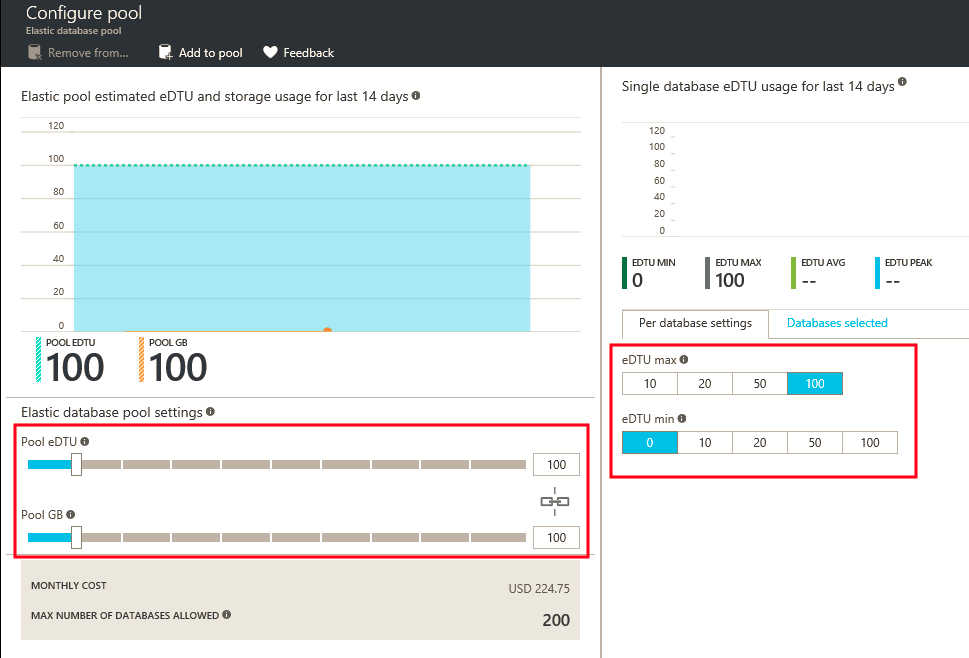 Configure pool
Elastic database pool
Remove from... Add to pool Feedback
Elastic pool estimated eDTU and storage usage for last 14 days
120
100
80
60
40
20
0
POOL EDTU POOL GB
100 100
Elastic database pool settings
Pool eDTU
100
Pool GB
100
MONTHLY COST USD 224.75
MAX NUMBER OF DATABASES ALLOWED 200
Single database eDTU usage for last 14 days
120
100
80
60
40
20
0
EDTU MIN EDTU MAX EDTU AVG EDTU PEAK
0 100 -- --
Per database settings Databases selected
eDTU max
10 20 50 100
eDTU min
0 10 20 50 100